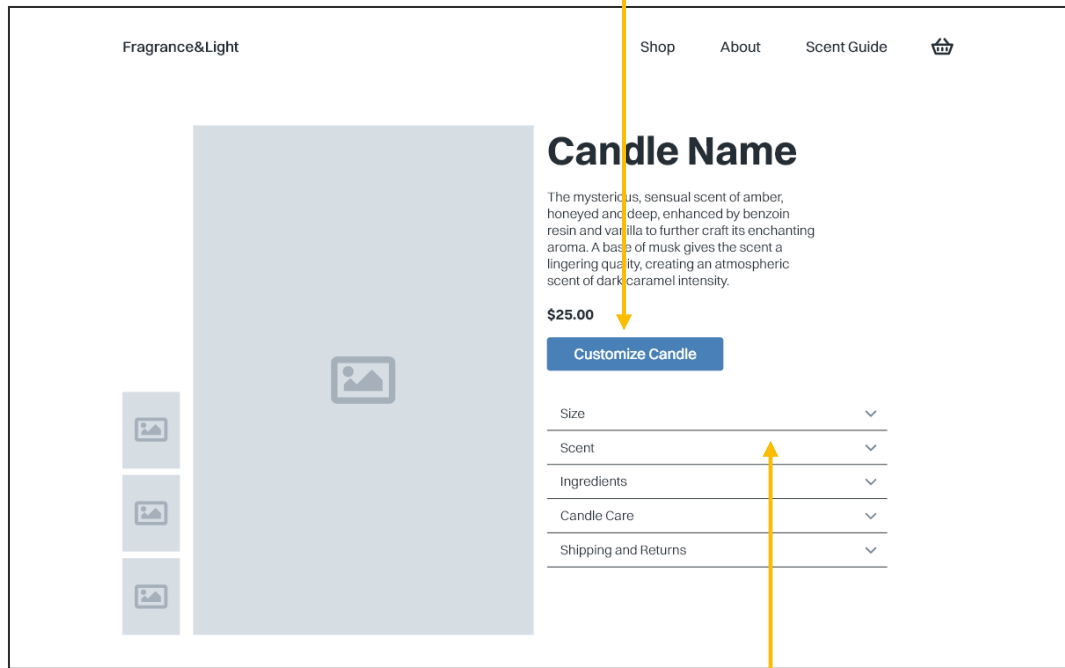 Fragrance&Light
Shop About Scent Guide
Candle Name
The mysterious, sensual scent of amber,
honeyed and deep, enhanced by benzoin
resin and vanilla to further craft its enchanting
aroma. A base of musk gives the scent a
lingering quality, creating an atmospheric
scent of dark caramel intensity.
$25.00
Customize Candle
Size
Scent
Ingredients
Candle Care
Shipping and Returns